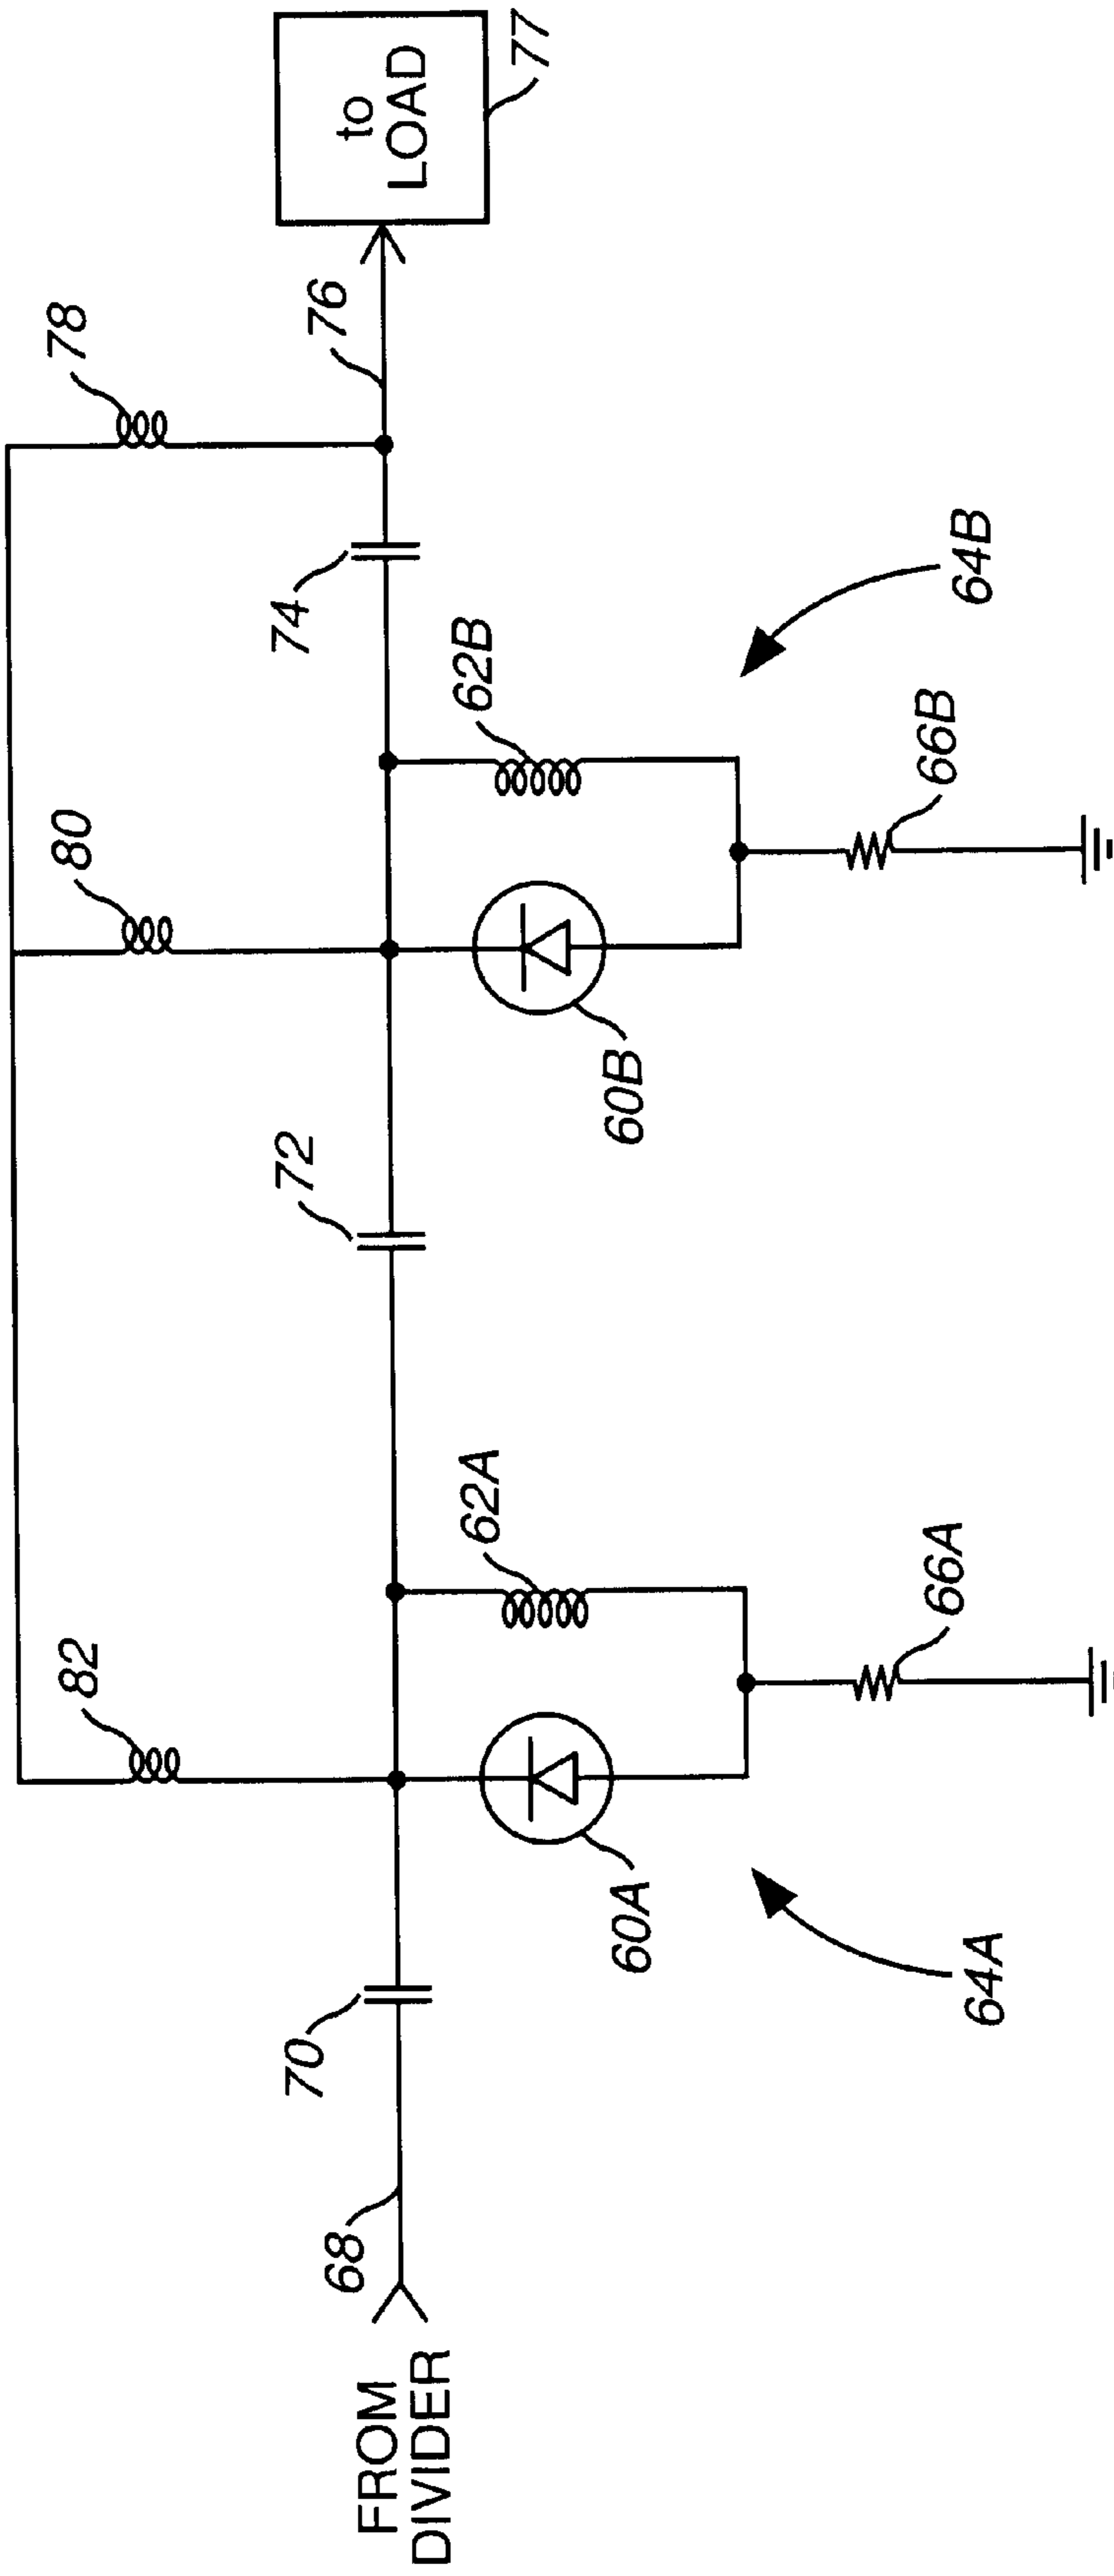 78
80
82
to
LOAD
77
76
74
72
70
68
FROM
DIVIDER
62B
62A
60B
60A
64B
66B
66A
64A